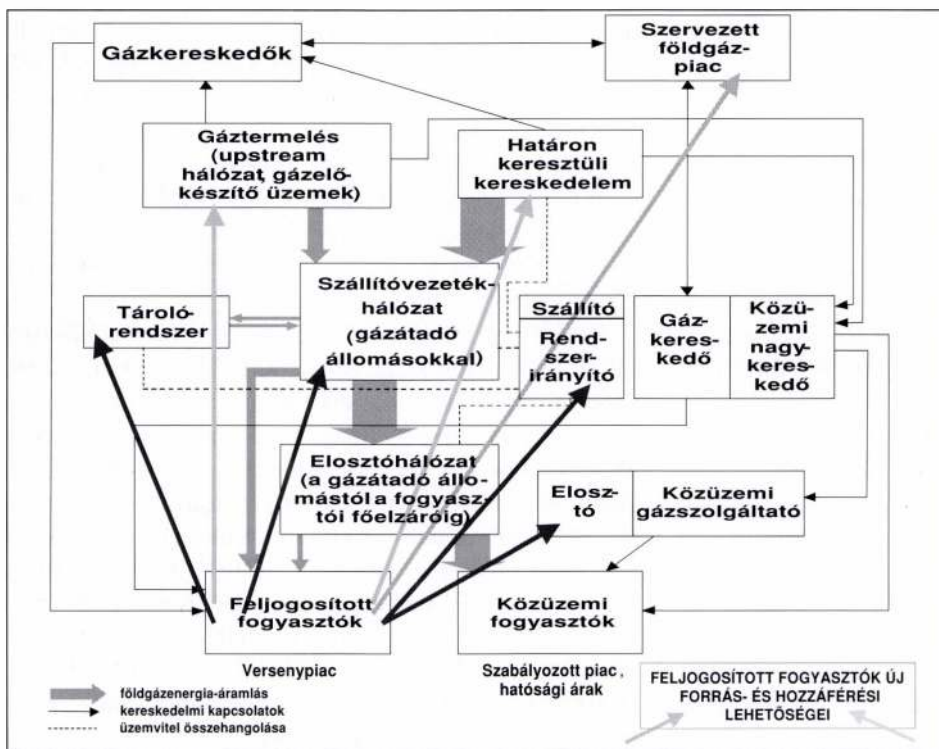 Gázkereskedők
Szervezett
földgáz-
piac
Gáztermelés
(upstream
hálózat, gázelő-
készítő üzemek)
Határon
keresztüli
kereskedelem
Szállítóvezeték-
hálózat
(gázátadó
állomásokkal)
Tároló-
rendszer
Szállító
Rend-
szer-
irányító
Gáz-
keres-
kedő
Közü-
zemi
nagy-
keres-
kedő
Elosztóhálózat
(a gázátadó állo-
mástól a fogyasz-
tói főelzáróig)
Elosz-
tó
Közüzemi
gázszolgáltató
Feljogosított
fogyasztók
Közüzemi
fogyasztók
Versenypiac
Szabályozott piac,
hatósági árak
földgázenergia-áramlás
kereskedelmi kapcsolatok
üzemvitel összehangolása
FELJOGOSÍTOTT FOGYASZTÓK ÚJ
FORRÁS- ÉS HOZZÁFÉRÉSI
LEHETŐSÉGEI